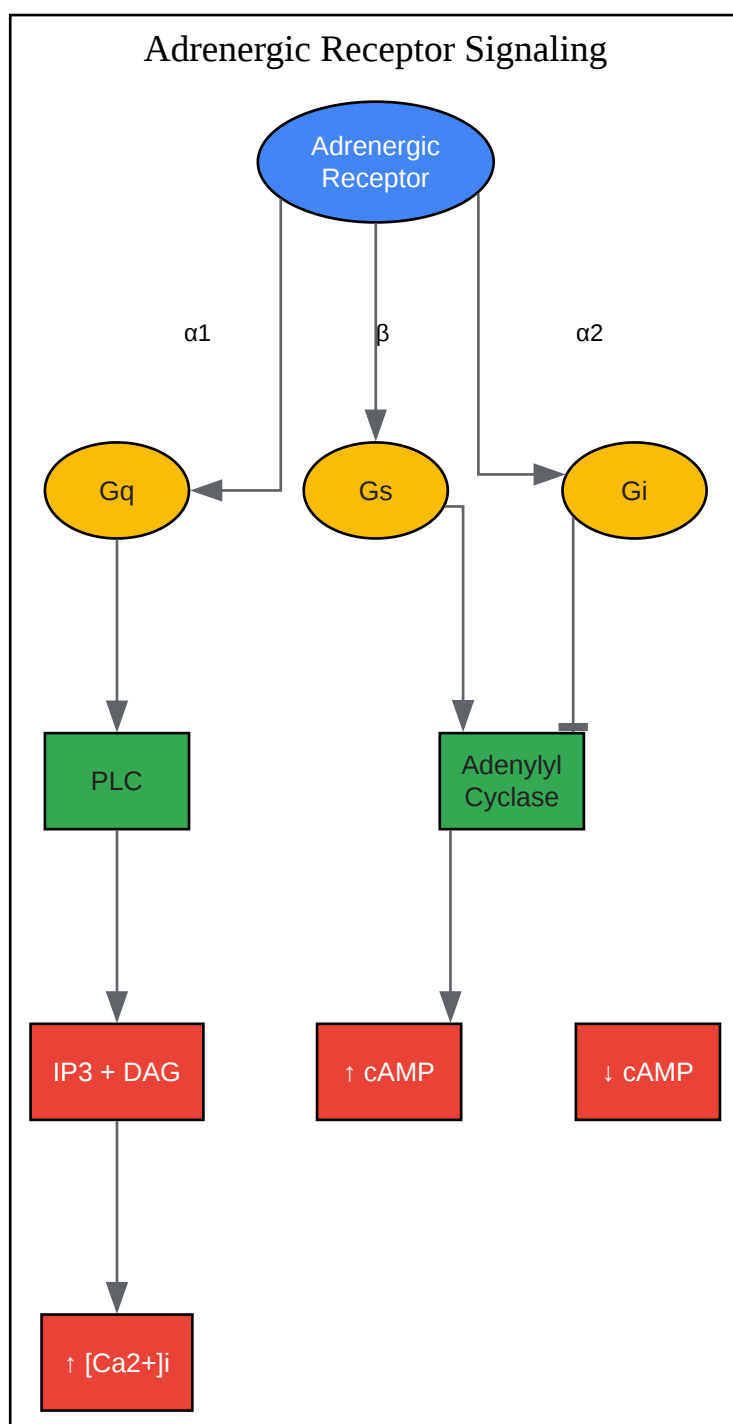 Adrenergic Receptor Signaling
Adrenergic
Receptor
α1
β
α2
Gq
Gs
Gi
PLC
Adenylyl
Cyclase
IP3 + DAG
↑ cAMP
↓ cAMP
↑ [Ca2+]i